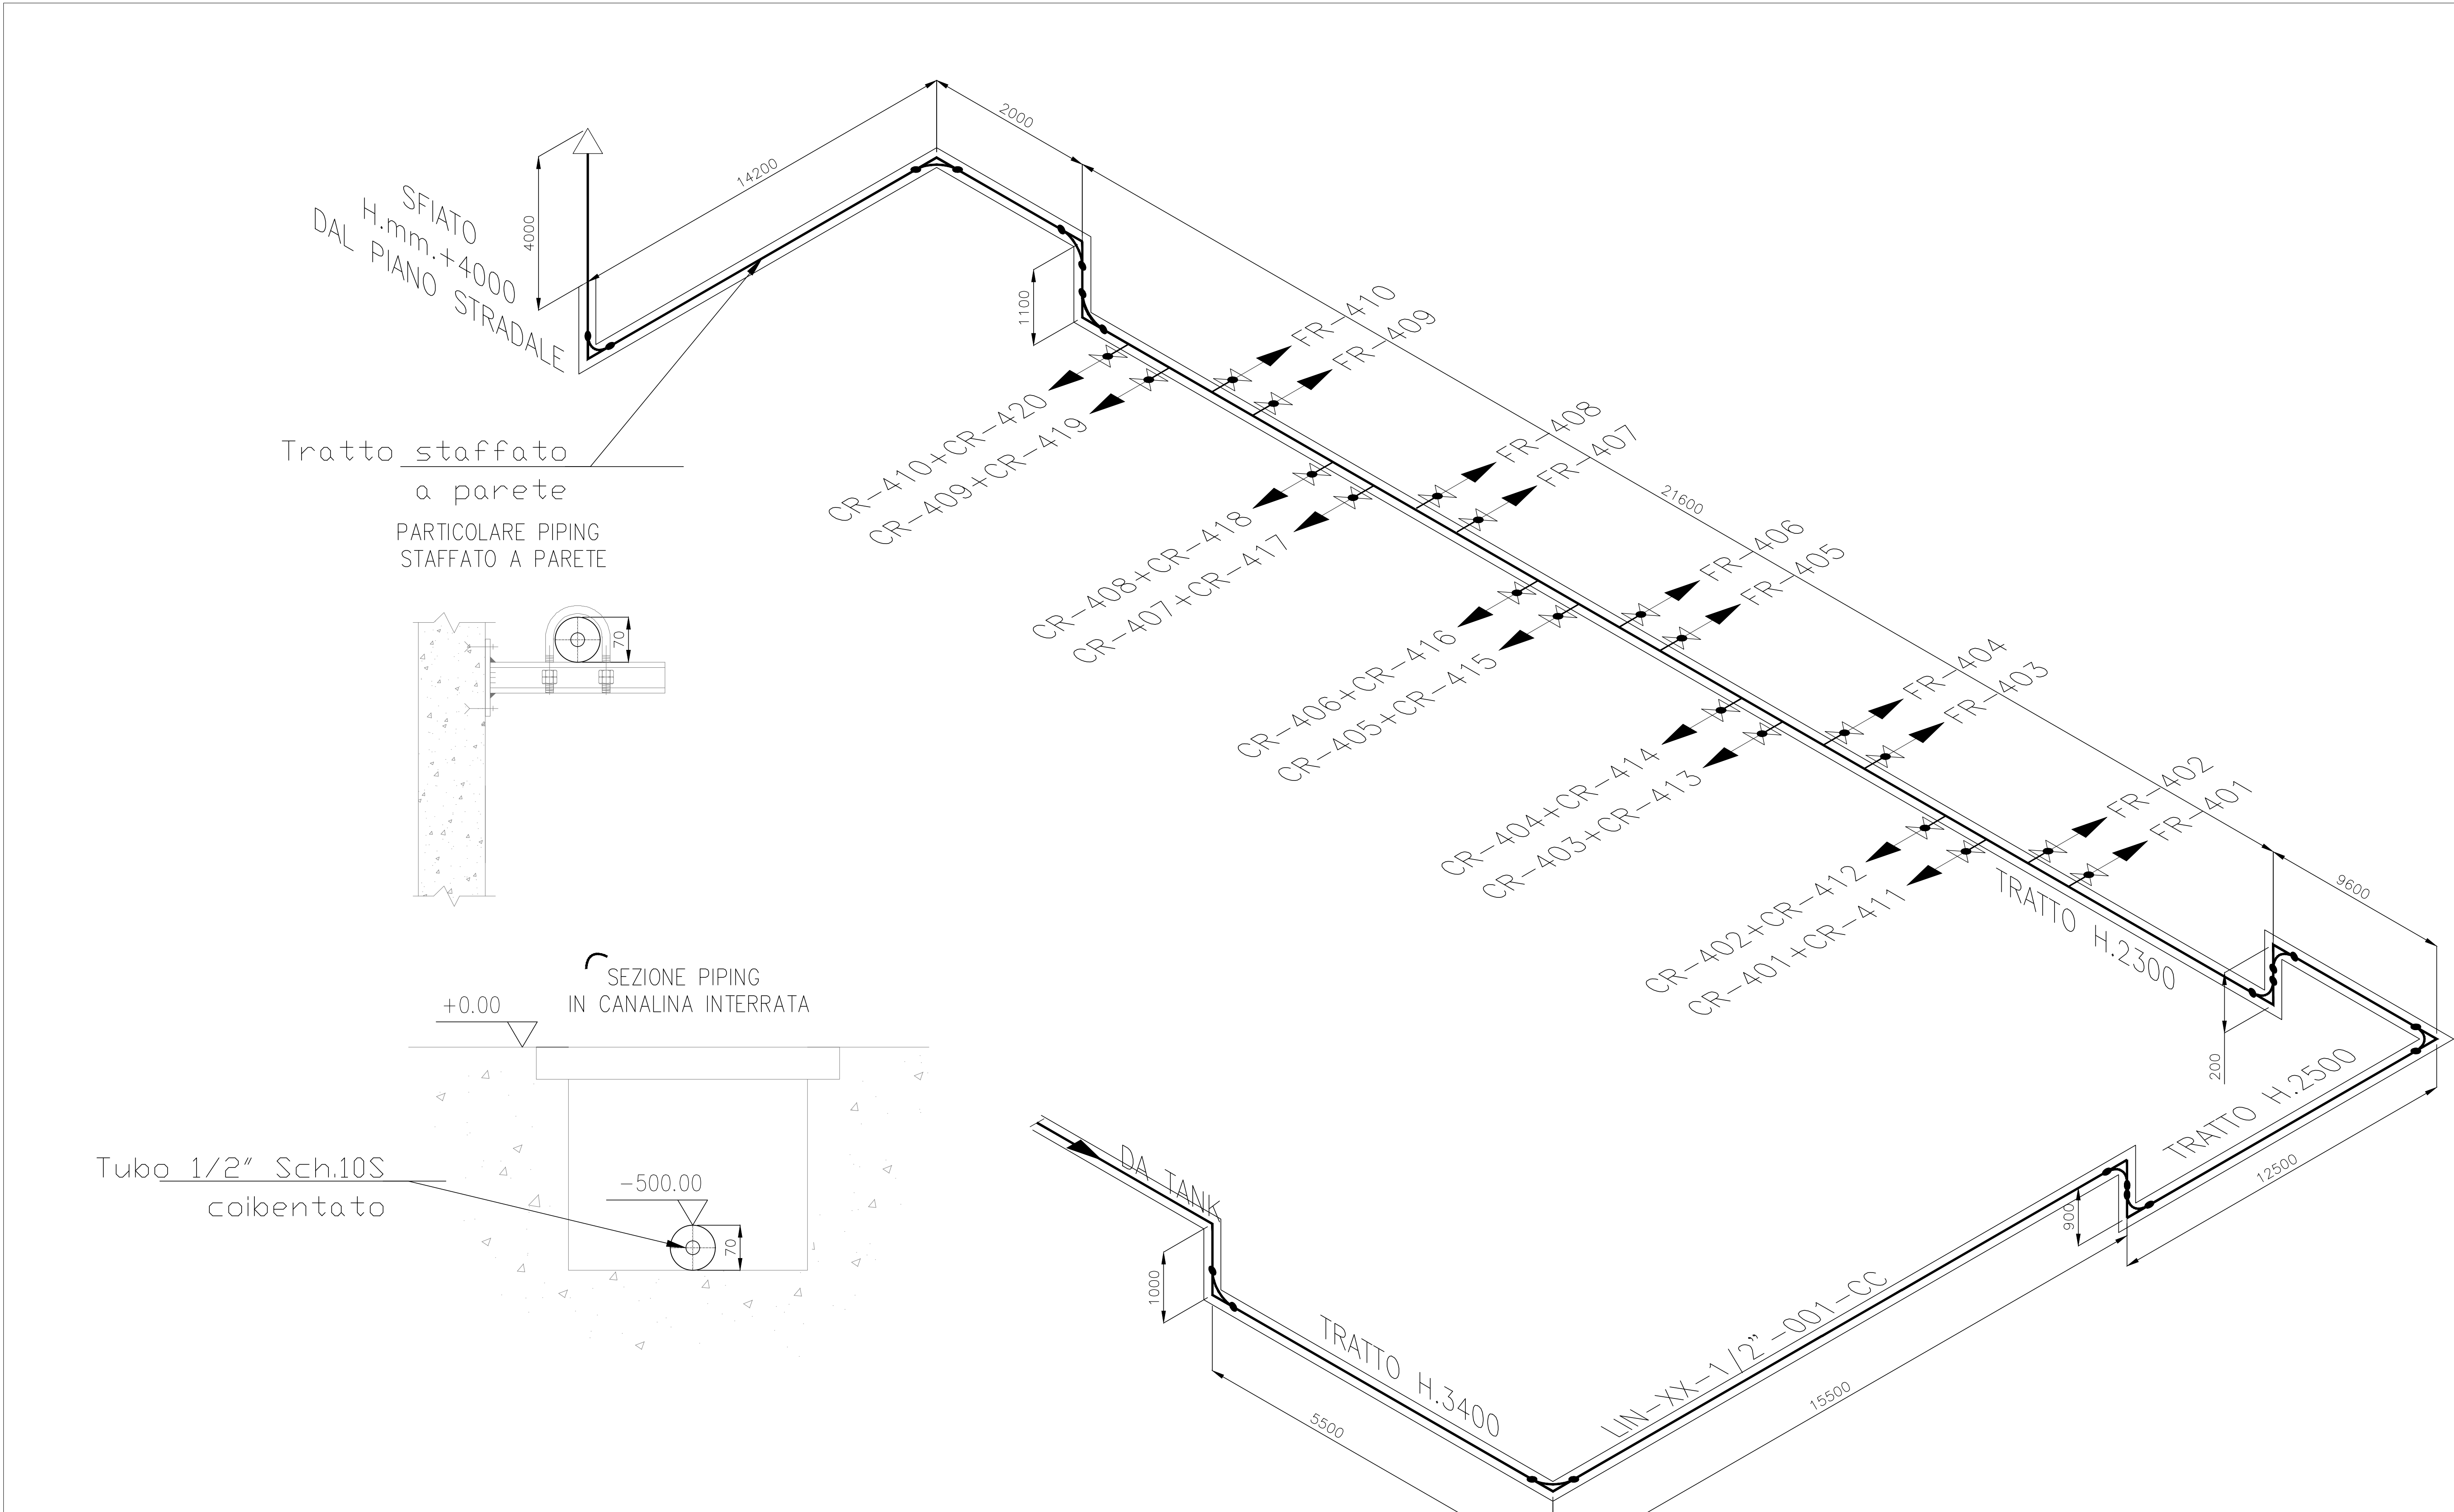 2000
14200
4000
SFIATO
H.mm.+4000
DAL PIANO STRADALE
1100
21600
9600
FR-410
FR-409
FR-408
FR-407
FR-406
FR-405
FR-404
FR-403
FR-402
FR-401
CR-410+CR-420
CR-409+CR-419
CR-408+CR-418
CR-407+CR-417
CR-406+CR-416
CR-405+CR-415
CR-404+CR-414
CR-403+CR-413
CR-402+CR-412
CR-401+CR-411
TRATTO H.2300
200
TRATTO H.2500
12500
900
Tratto staffato
a parete
PARTICOLARE PIPING
STAFFATO A PARETE
70
SEZIONE PIPING
IN CANALINA INTERRATA
+0.00
-500.00
70
Tubo 1/2" Sch.10S
coibentato
DA TANK
1000
TRATTO H.3400
5500
LIN-XX-1/2"-001-CC
15500